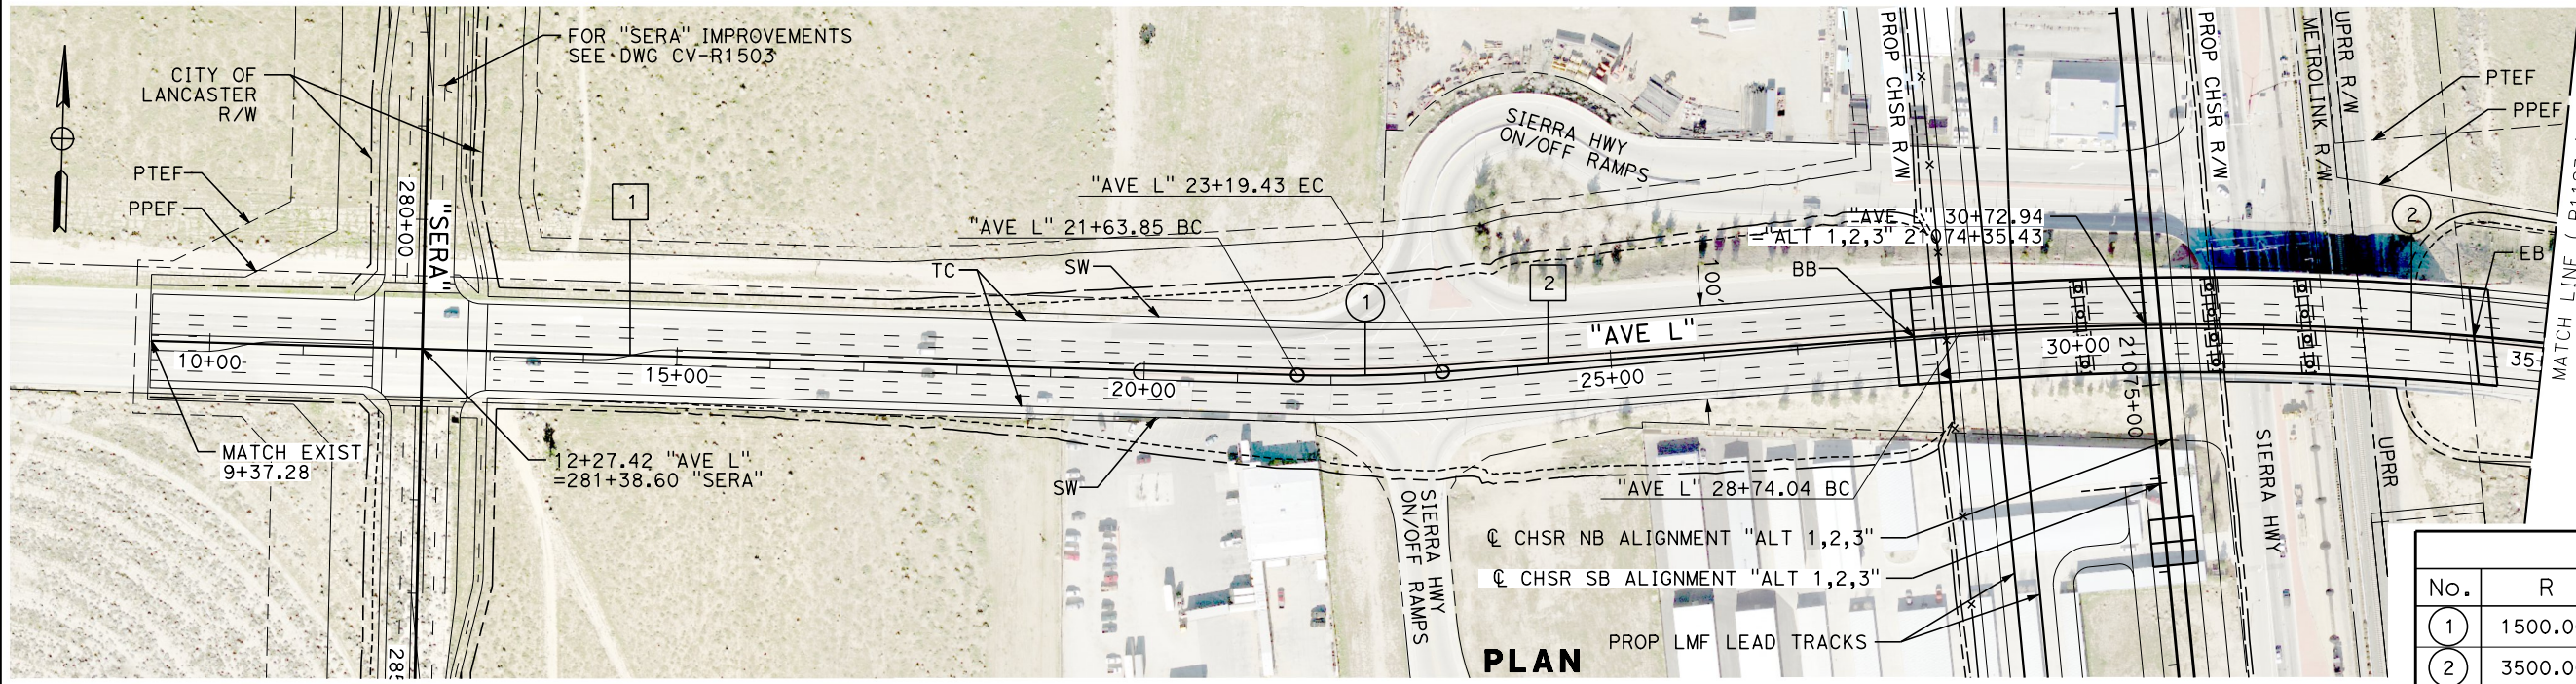 FOR "SERA" IMPROVEMENTS
SEE DWG CV-R1503
CITY OF
LANCASTER
R/W
PTEF
PPEF
280+00
"SERA"
1
"AVE L" 23+19.43 EC
"AVE L" 21+63.85 BC
TC
SW
SIERRA HWY
ON/OFF RAMPS
PROP CHSR R/W
PROP CHSR R/W
METROLINK R/W
UPRR R/W
PTEF
PPEF
2
"AVE L" 30+72.94
="ALT 1,2,3" 21074+35.43
BB
EB
1
2
100
"AVE L"
10+00
15+00
20+00
25+00
30+00
35+
21075+00
MATCH LINE
MATCH EXIST
9+37.28
12+27.42 "AVE L"
=281+38.60 "SERA"
285
SW
SIERRA HWY
ON/OFF RAMPS
"AVE L" 28+74.04 BC
℄ CHSR NB ALIGNMENT "ALT 1,2,3"
℄ CHSR SB ALIGNMENT "ALT 1,2,3"
PROP LMF LEAD TRACKS
SIERRA HWY
UPRR
PLAN
No. R
1 1500.0
2 3500.0